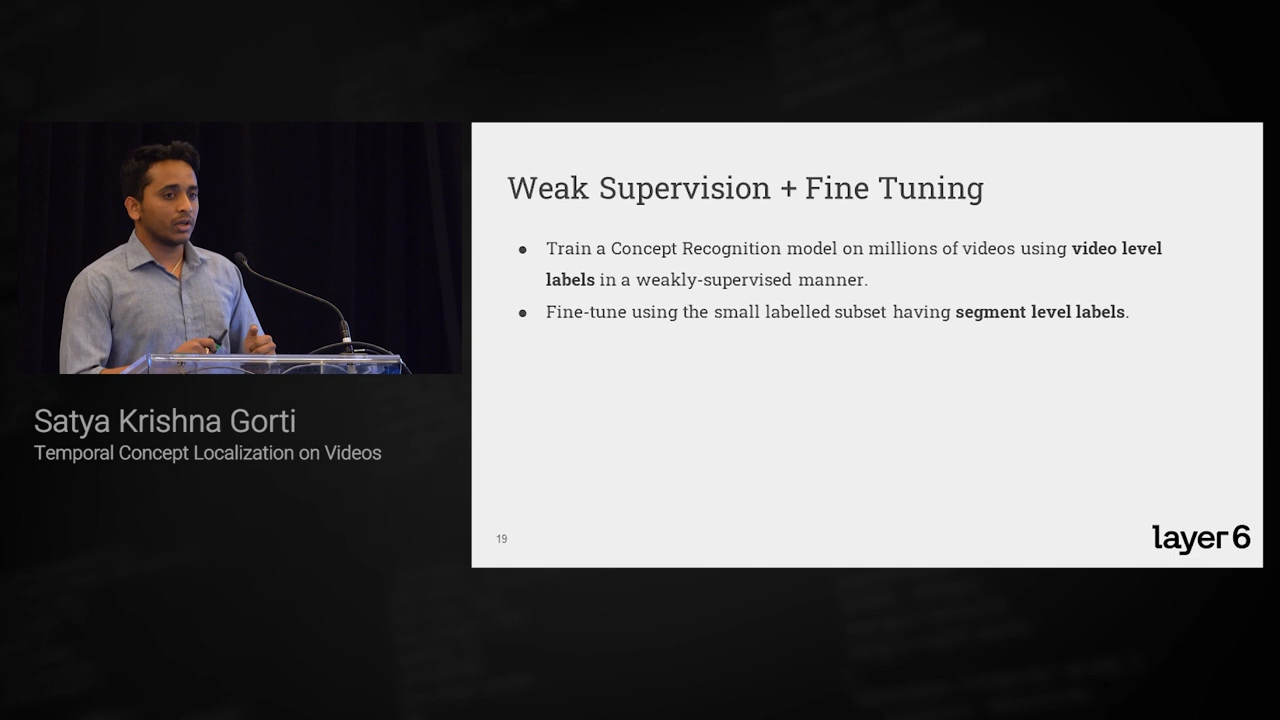 Weak Supervision + Fine Tuning
● Train a Concept Recognition model on millions of videos using video level
labels in a weakly-supervised manner.
● Fine-tune using the small labelled subset having segment level labels.
Satya Krishna Gorti
Temporal Concept Localization on Videos
19
layer6